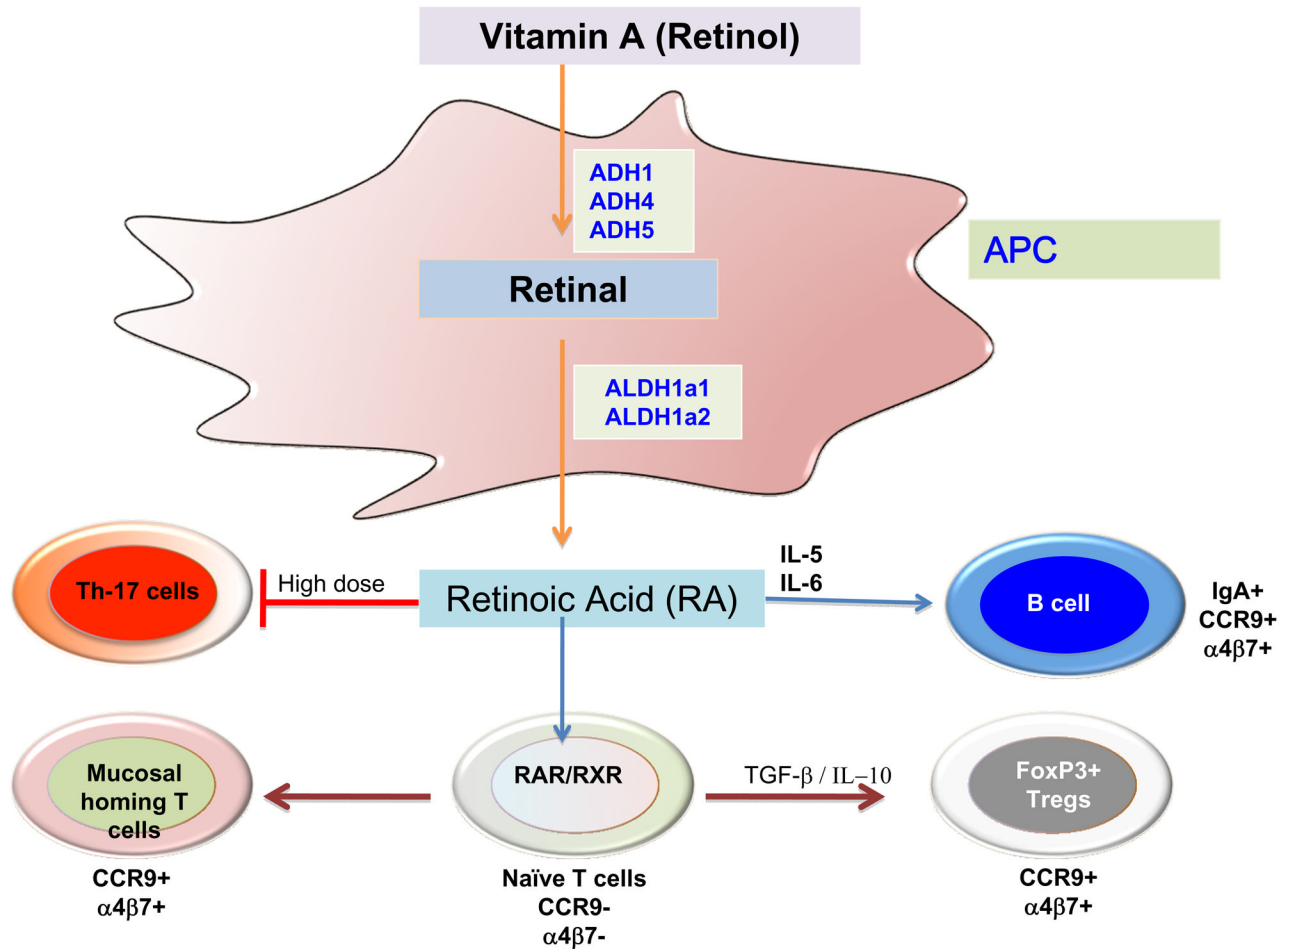 Vitamin A (Retinol)
ADH1
ADH4
ADH5
APC
Retinal
ALDH1a1
ALDH1a2
Th-17 cells
High dose
Retinoic Acid (RA)
IL-5
IL-6
B cell
IgA+
CCR9+
α4β7+
Mucosal
homing T
cells
CCR9+
α4β7+
RAR/RXR
Naïve T cells
CCR9-
α4β7-
TGF-β / IL–10
FoxP3+
Tregs
CCR9+
α4β7+